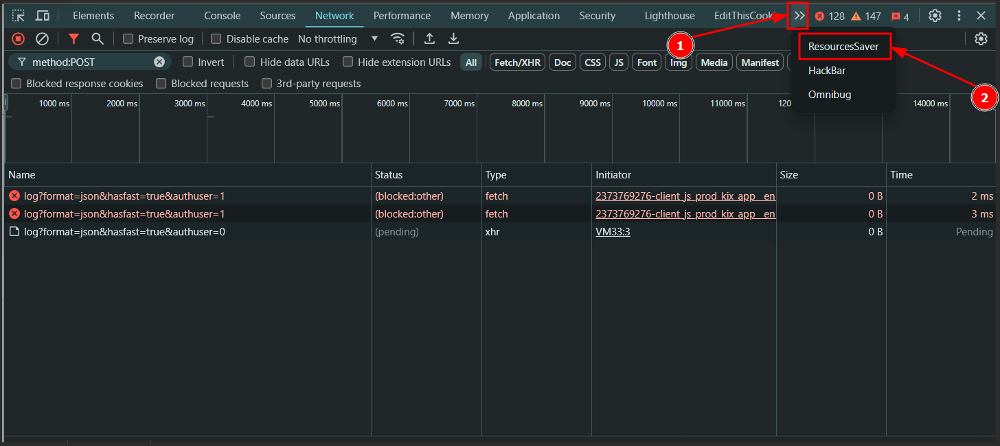 Elements Recorder Console Sources Network Performance Memory Application Security Lighthouse EditThisCooki 128 147 4
Preserve log Disable cache No throttling
1
ResourcesSaver
method:POST Invert Hide data URLs Hide extension URLs All Fetch/XHR Doc CSS JS Font Img Media Manifest
HackBar
Blocked response cookies Blocked requests 3rd-party requests
Omnibug
2
1000 ms 2000 ms 3000 ms 4000 ms 5000 ms 6000 ms 7000 ms 8000 ms 9000 ms 10000 ms 11000 ms 120 14000 ms
Name Status Type Initiator Size Time
log?format=json&hasfast=true&authuser=1 (blocked:other) fetch 2373769276-client_js_prod_kix_app__en 0 B 2 ms
log?format=json&hasfast=true&authuser=1 (blocked:other) fetch 2373769276-client_js_prod_kix_app__en 0 B 3 ms
log?format=json&hasfast=true&authuser=0 (pending) xhr VM33:3 0 B Pending